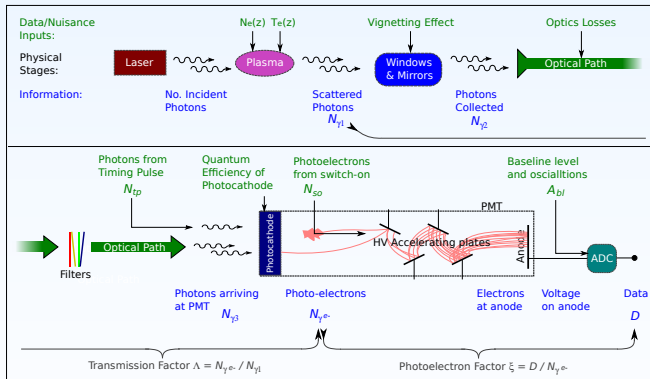 Data/Nuisance
Inputs:
Ne(z) Te(z)
Vignetting Effect
Optics Losses
Physical
Stages:
Laser
Plasma
Windows
& Mirrors
Optical Path
Information:
No. Incident
Photons
Scattered
Photons
Nγ1
Photons
Collected
Nγ2
Photons from
Timing Pulse
Ntp
Quantum
Efficiency of
Photocathode
Photoelectrons
from switch-on
Nso
Baseline level
and oscialltions
Abl
PMT
Filters
Optical Path
Photocathode
HV Accelerating plates
Anode
ADC
Photons arriving
at PMT
Nγ3
Photo-electrons
Nγe-
Electrons
at anode
Voltage
on anode
Data
D
Transmission Factor Λ = Nγe- / Nγ1
Photoelectron Factor ξ = D / Nγe-